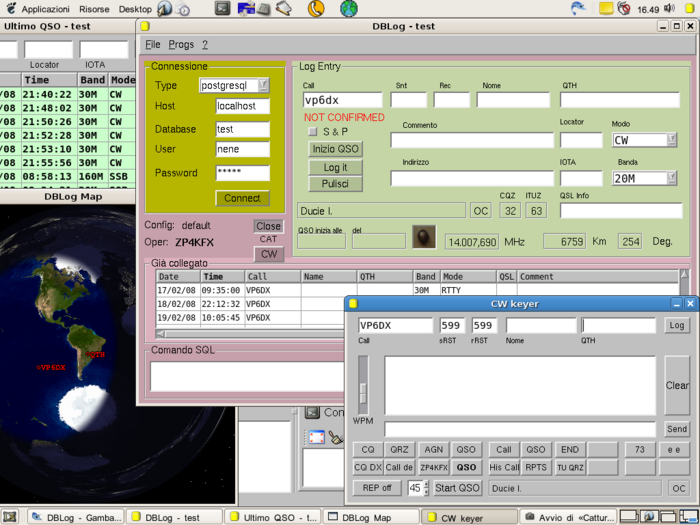 Applicazioni Risorse Desktop
16.49
Ultimo QSO - test
Locator IOTA
Time Band Mode
/08 21:40:22 30M CW
/08 21:48:02 30M CW
/08 21:50:26 30M CW
/08 21:52:28 30M CW
/08 21:53:10 30M CW
/08 21:55:56 30M CW
/08 08:58:13 160M SSB
DBLog Map
VP6DX
QTH
DBLog - test
File Progs ?
Connessione
Type postgresql
Host localhost
Database test
User nene
Password *****
Connect
Config: default Close
CAT
Oper: ZP4KFX
CW
Log Entry
Call Snt Rec Nome QTH
vp6dx
NOT CONFIRMED
S & P
Commento Locator Modo
CW
Inizio QSO
Log it
Pulisci
Indirizzo IOTA Banda
20M
CQZ ITUZ QSL Info
Ducie I. OC 32 63
QSO inizia alle del
14.007,690 MHz 6759 Km 254 Deg.
Già collegato
Date Time Call Name QTH Band Mode QSL Comment
17/02/08 09:35:00 VP6DX 30M RTTY
18/02/08 22:12:32 VP6DX
19/02/08 10:05:45 VP6DX
Comando SQL
CW keyer
VP6DX 599 599 Log
Call sRST rRST Nome QTH
Clear
WPM
Send
CQ QRZ AGN QSO Call QSO END 73 e e
CQ DX Call de ZP4KFX QSO His Call RPTS TU QRZ
REP off 45 Start QSO Ducie I. OC
Con
DBLog - Gamba...
DBLog - test
Ultimo QSO - t...
DBLog Map
CW keyer
Avvio di «Cattur...